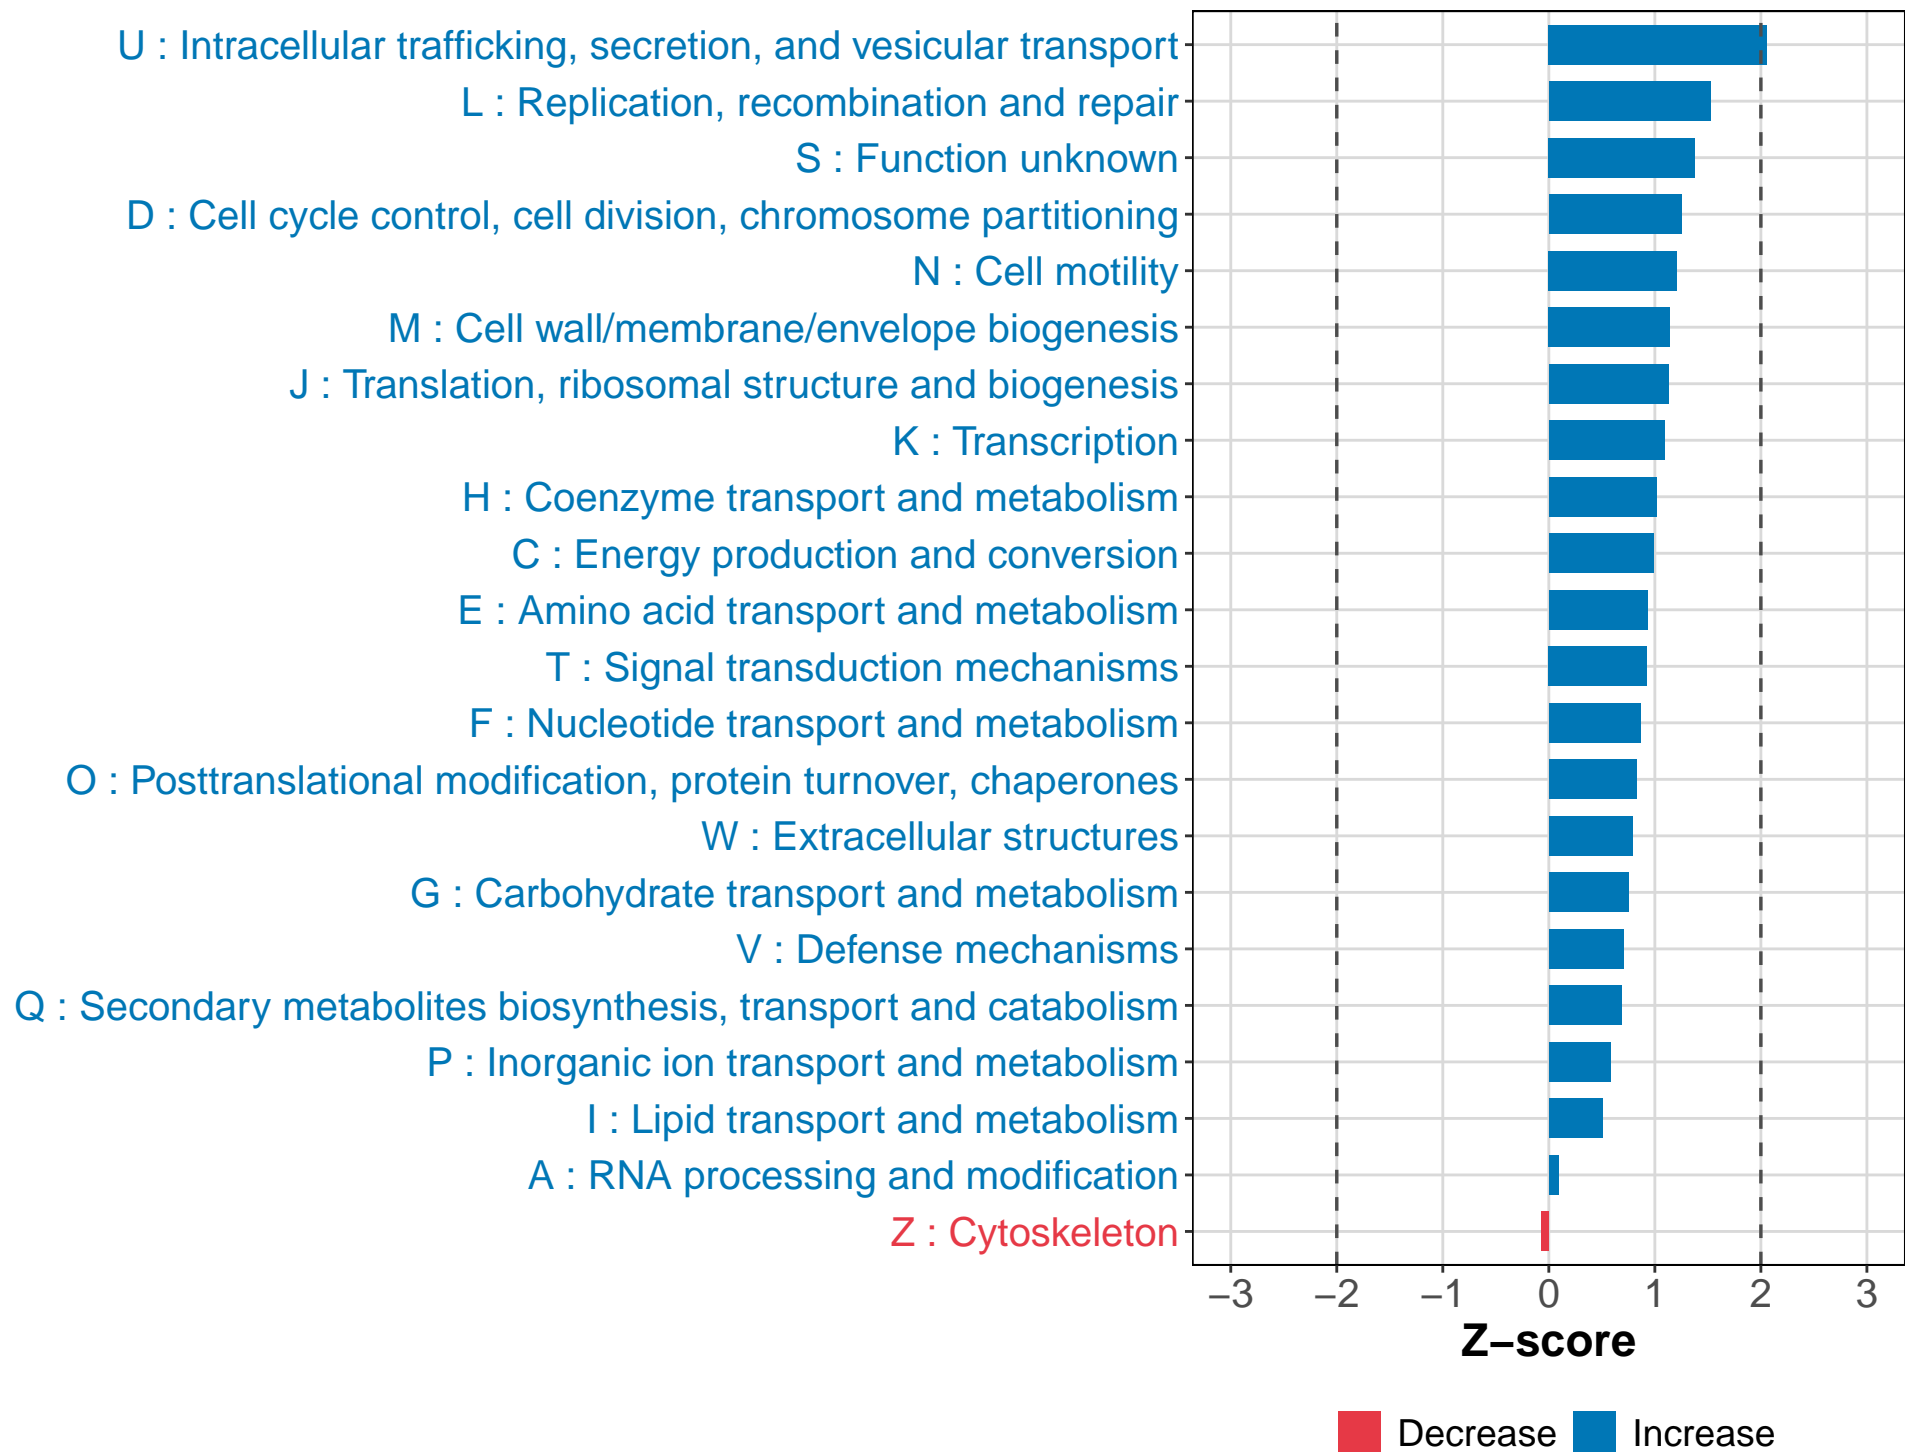 U : Intracellular trafficking, secretion, and vesicular transport
L : Replication, recombination and repair
S : Function unknown
D : Cell cycle control, cell division, chromosome partitioning
N : Cell motility
M : Cell wall/membrane/envelope biogenesis
J : Translation, ribosomal structure and biogenesis
K : Transcription
H : Coenzyme transport and metabolism
C : Energy production and conversion
E : Amino acid transport and metabolism
T : Signal transduction mechanisms
F : Nucleotide transport and metabolism
O : Posttranslational modification, protein turnover, chaperones
W : Extracellular structures
G : Carbohydrate transport and metabolism
V : Defense mechanisms
Q : Secondary metabolites biosynthesis, transport and catabolism
P : Inorganic ion transport and metabolism
I : Lipid transport and metabolism
A : RNA processing and modification
Z : Cytoskeleton
−3 −2 −1 0 1 2 3
Z−score
Decrease Increase